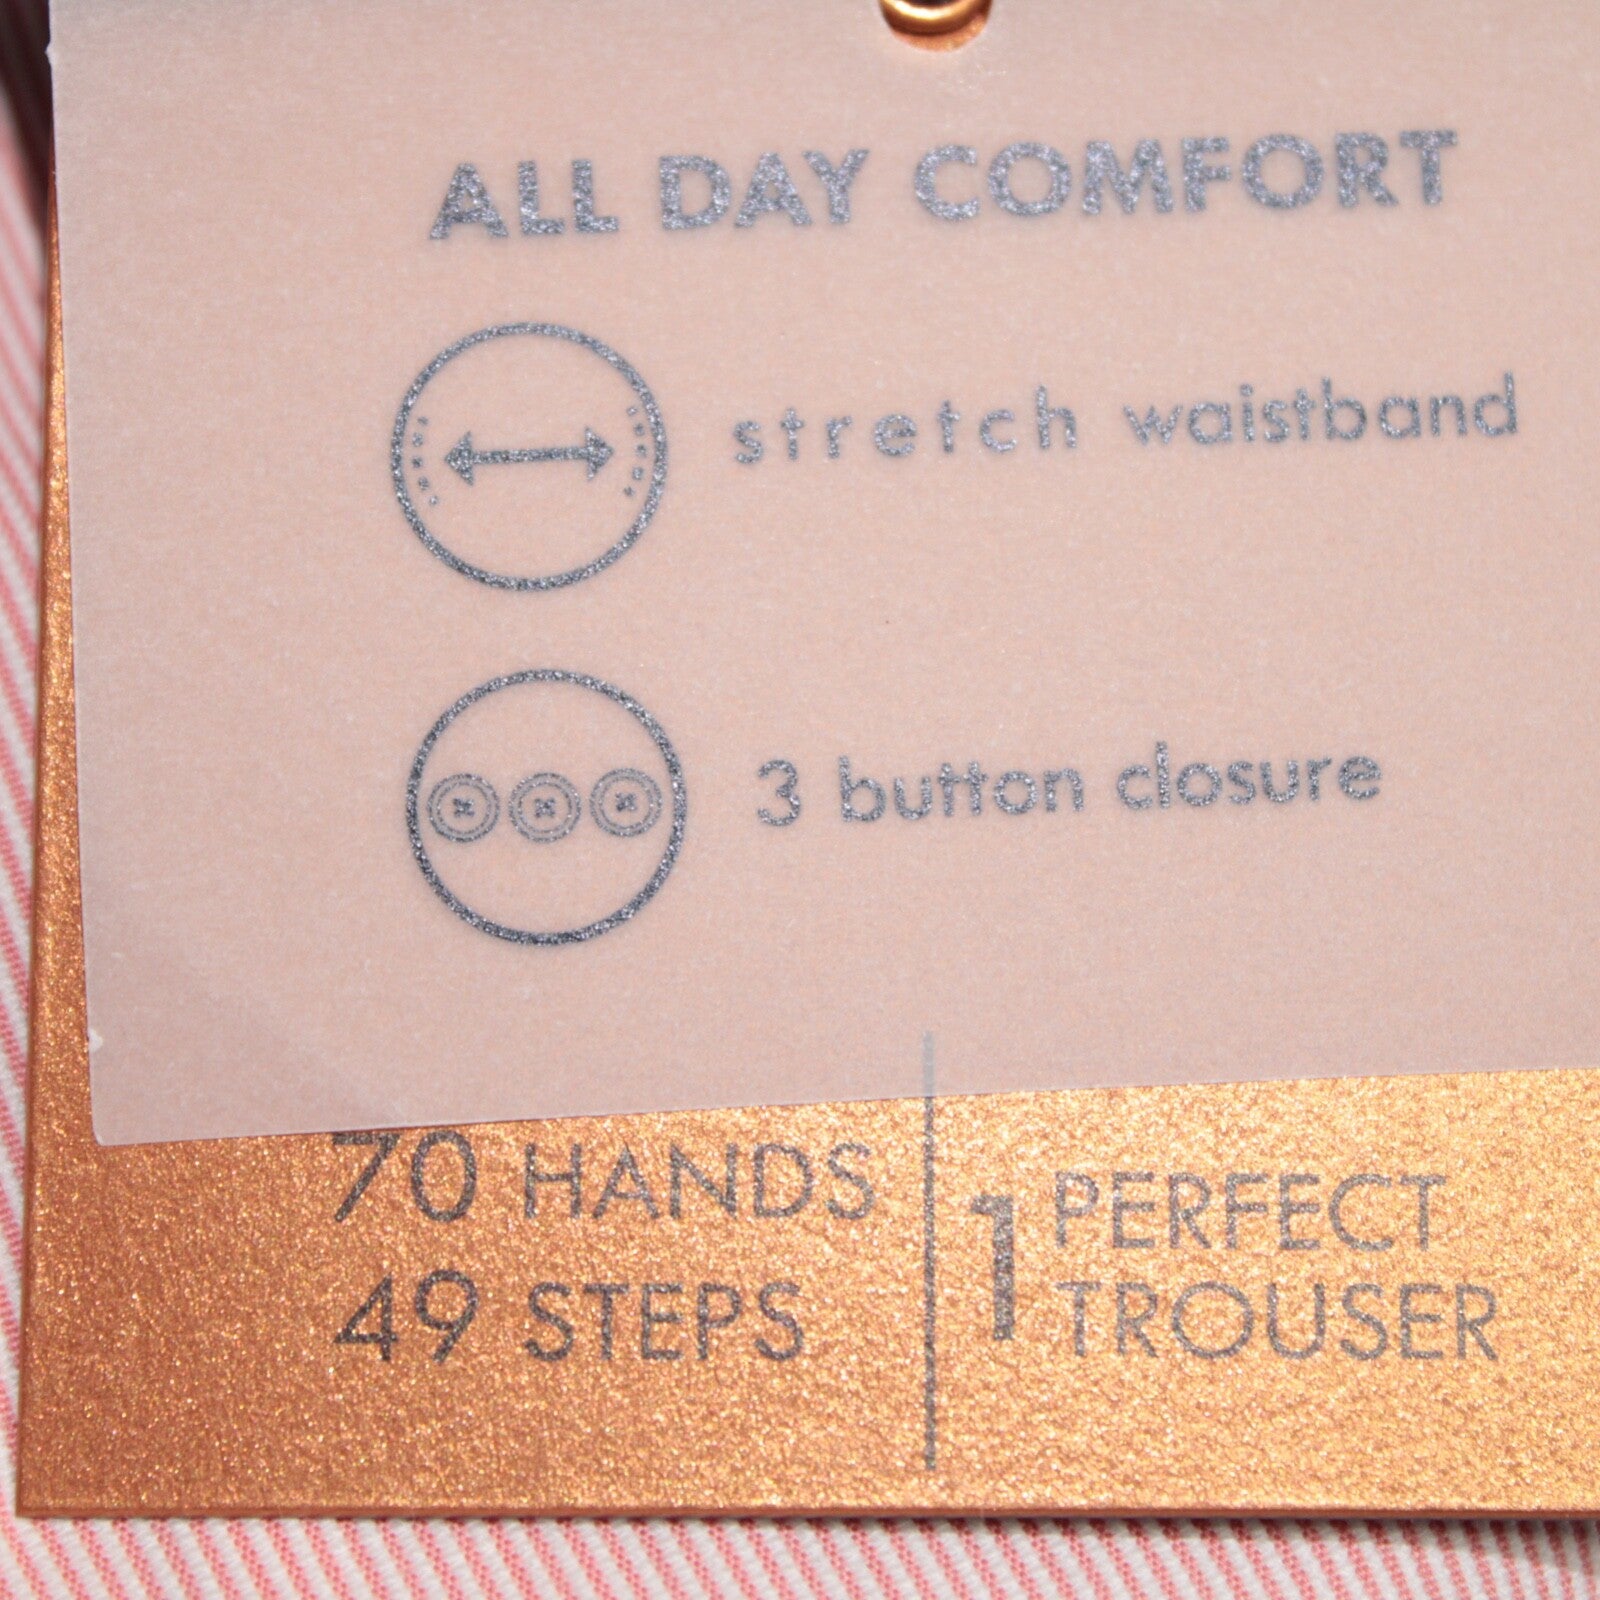 ALL DAY COMFORT
stretch waistband
3 button closure
70 HANDS
49 STEPS
1 PERFECT
TROUSER